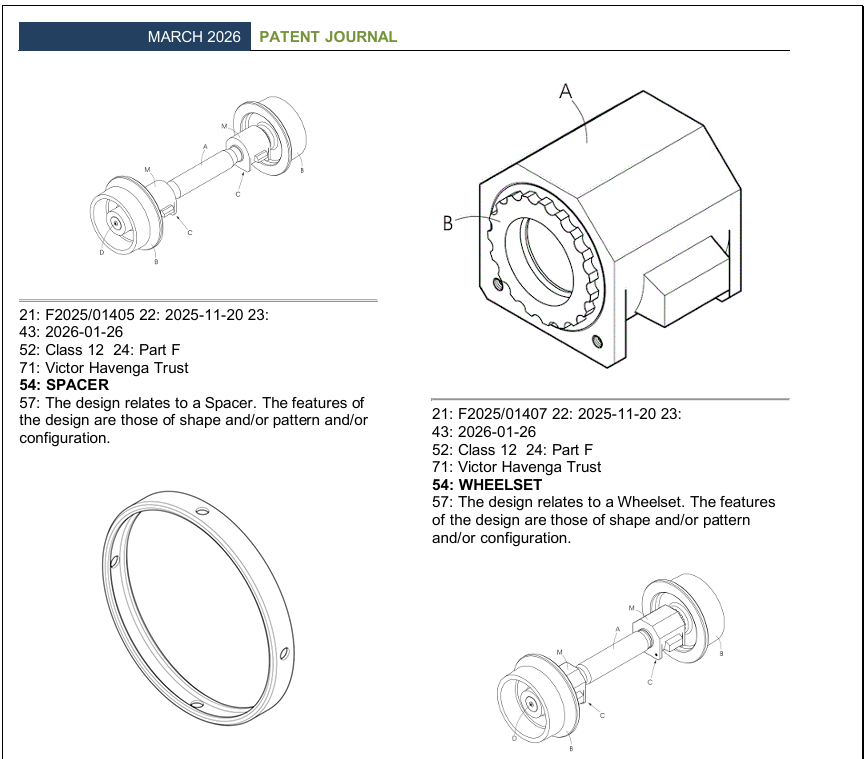 MARCH 2026 PATENT JOURNAL
M
A
M
B
C
C
D
B
21: F2025/01405 22: 2025-11-20 23:
43: 2026-01-26
52: Class 12 24: Part F
71: Victor Havenga Trust
54: SPACER
57: The design relates to a Spacer. The features of
the design are those of shape and/or pattern and/or
configuration.
A
B
21: F2025/01407 22: 2025-11-20 23:
43: 2026-01-26
52: Class 12 24: Part F
71: Victor Havenga Trust
54: WHEELSET
57: The design relates to a Wheelset. The features
of the design are those of shape and/or pattern
and/or configuration.
M
A
M
B
C
C
D
B